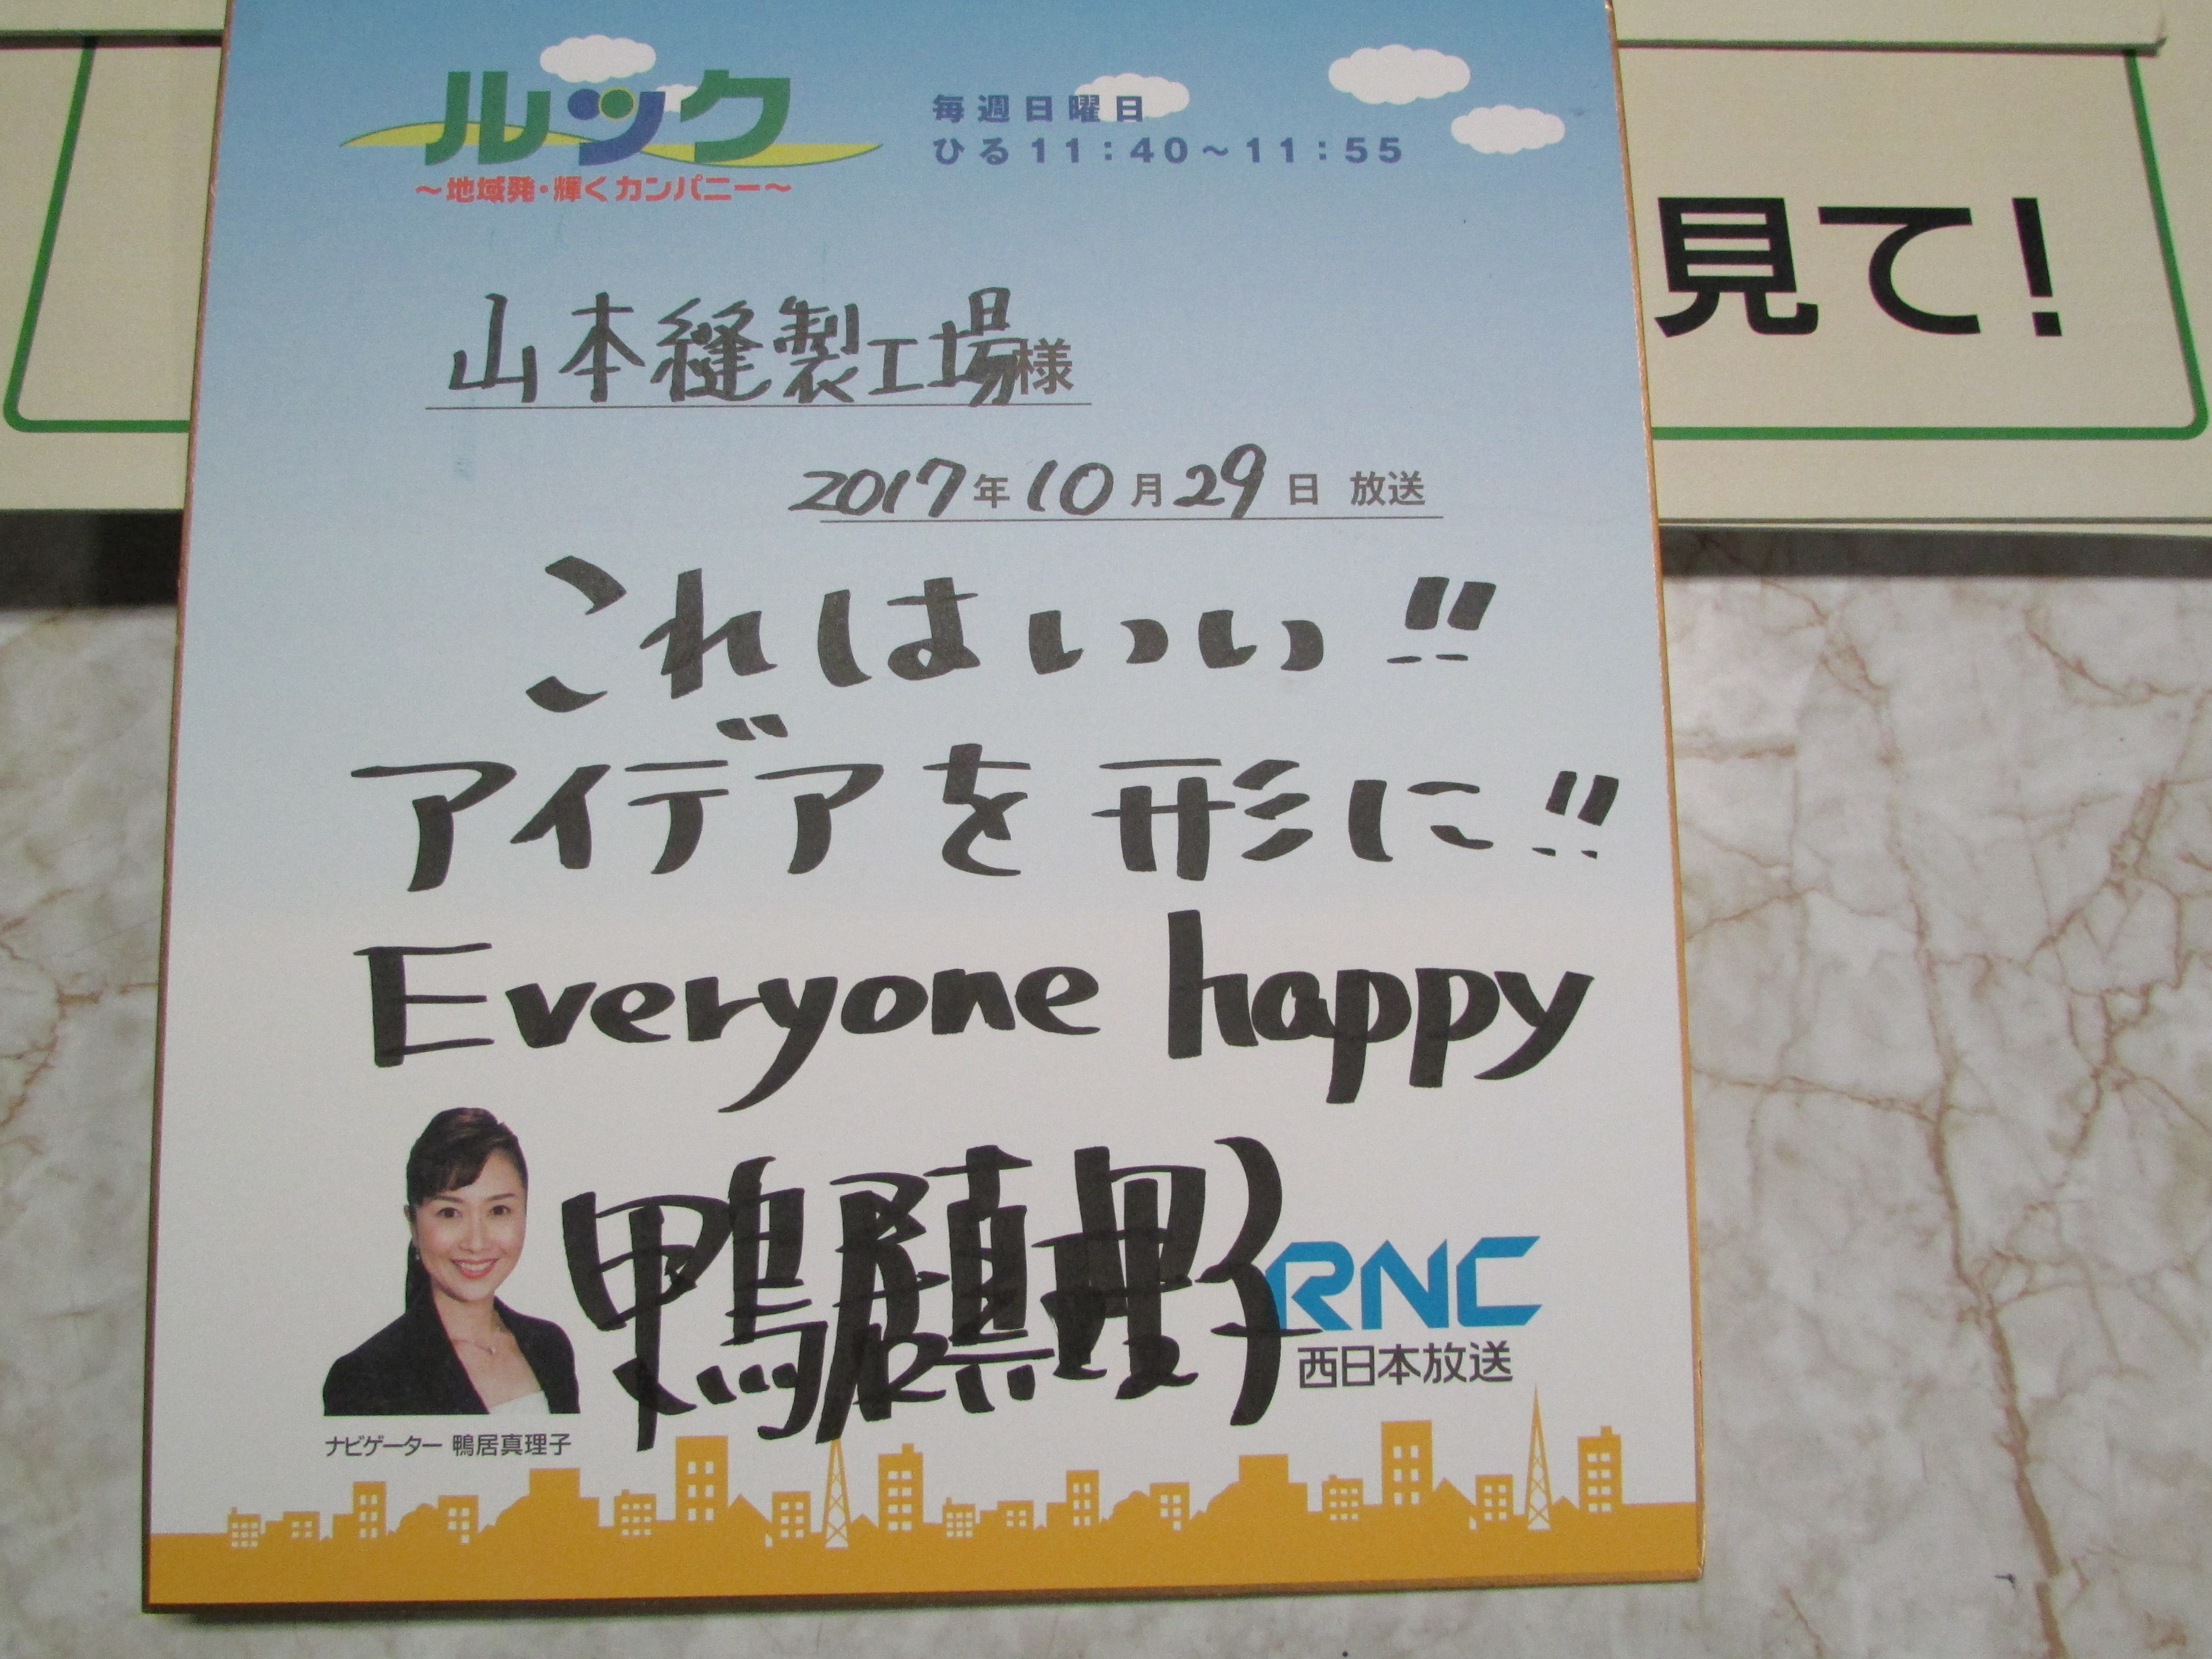 ルック
～地域発・輝くカンパニー～
毎週日曜日
ひる11：40～11：55
見て！
山本縫製工場様
2017年10月29日 放送
これはいい!!
アイデアを形に!!
Everyone happy
鴨居真理子
RNC
西日本放送
ナビゲーター 鴨居真理子